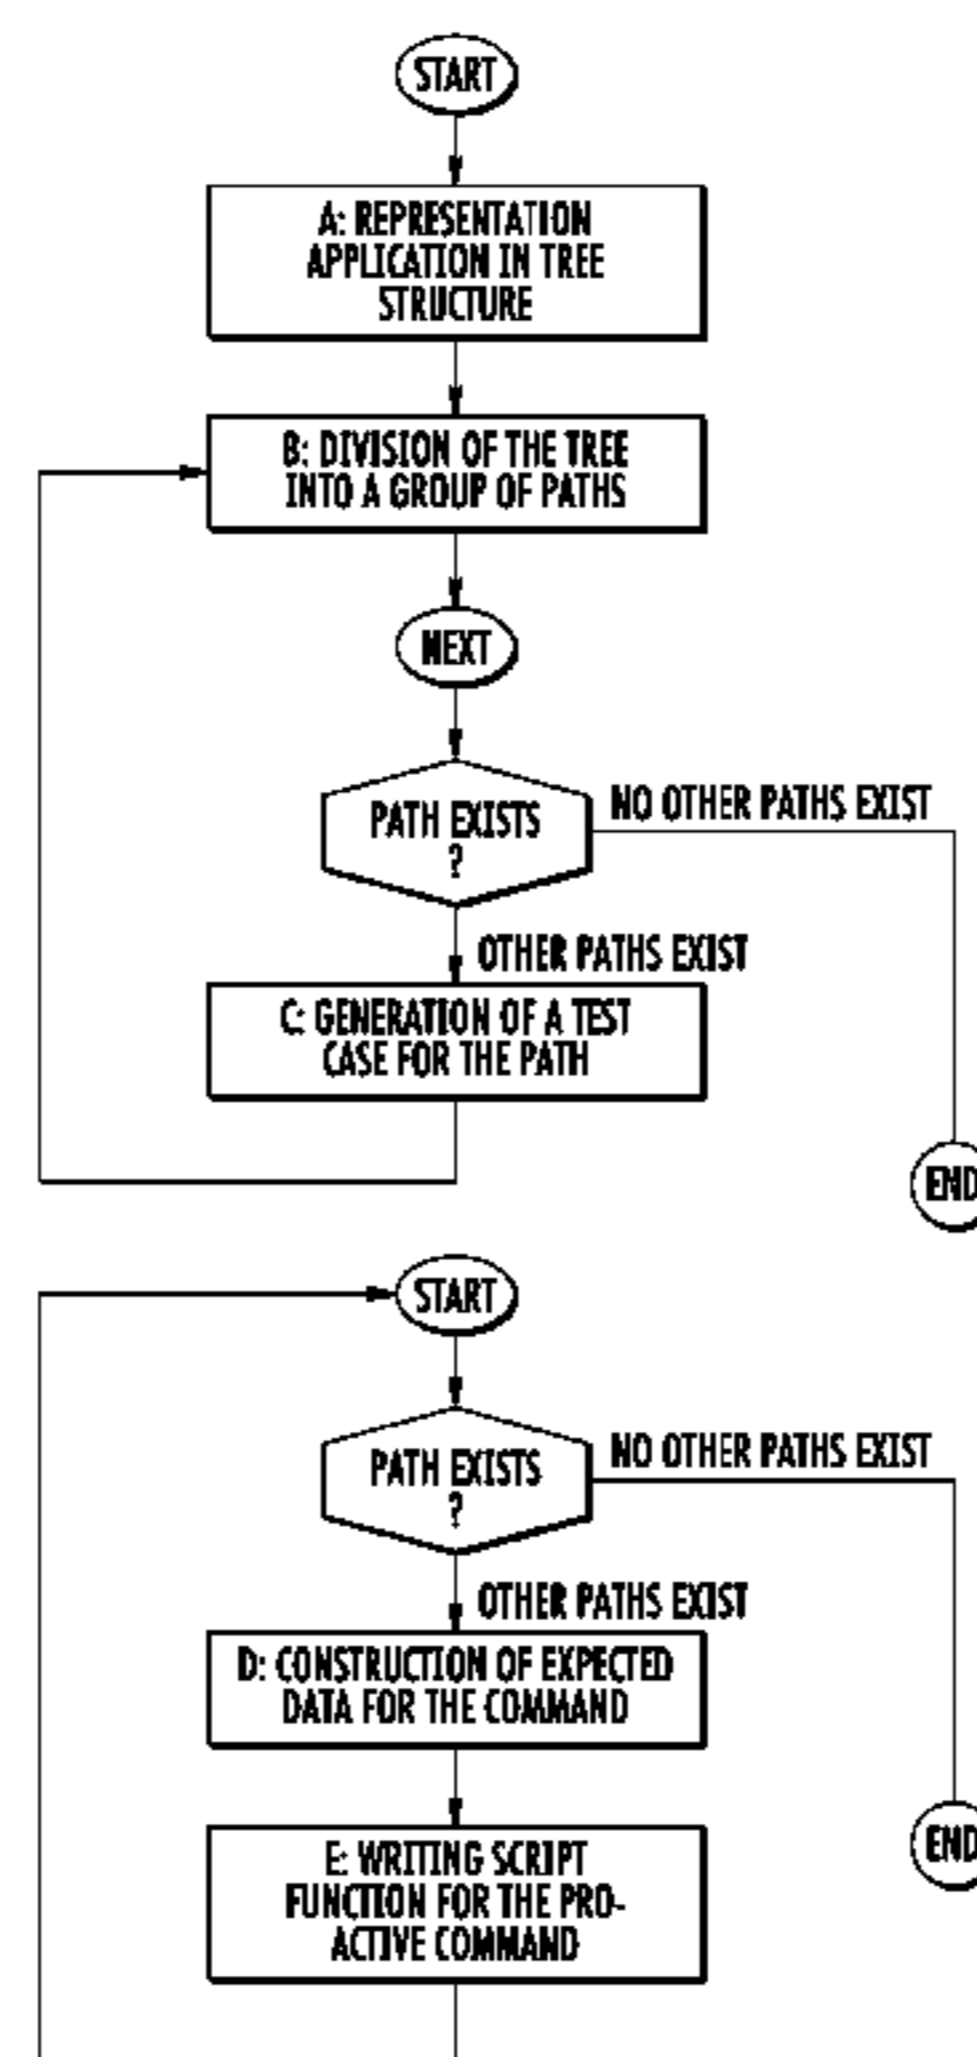 START
A: REPRESENTATION
APPLICATION IN TREE
STRUCTURE
B: DIVISION OF THE TREE
INTO A GROUP OF PATHS
NEXT
PATH EXISTS
?
NO OTHER PATHS EXIST
OTHER PATHS EXIST
C: GENERATION OF A TEST
CASE FOR THE PATH
END
START
PATH EXISTS
?
NO OTHER PATHS EXIST
OTHER PATHS EXIST
D: CONSTRUCTION OF EXPECTED
DATA FOR THE COMMAND
END
E: WRITING SCRIPT
FUNCTION FOR THE PRO-
ACTIVE COMMAND